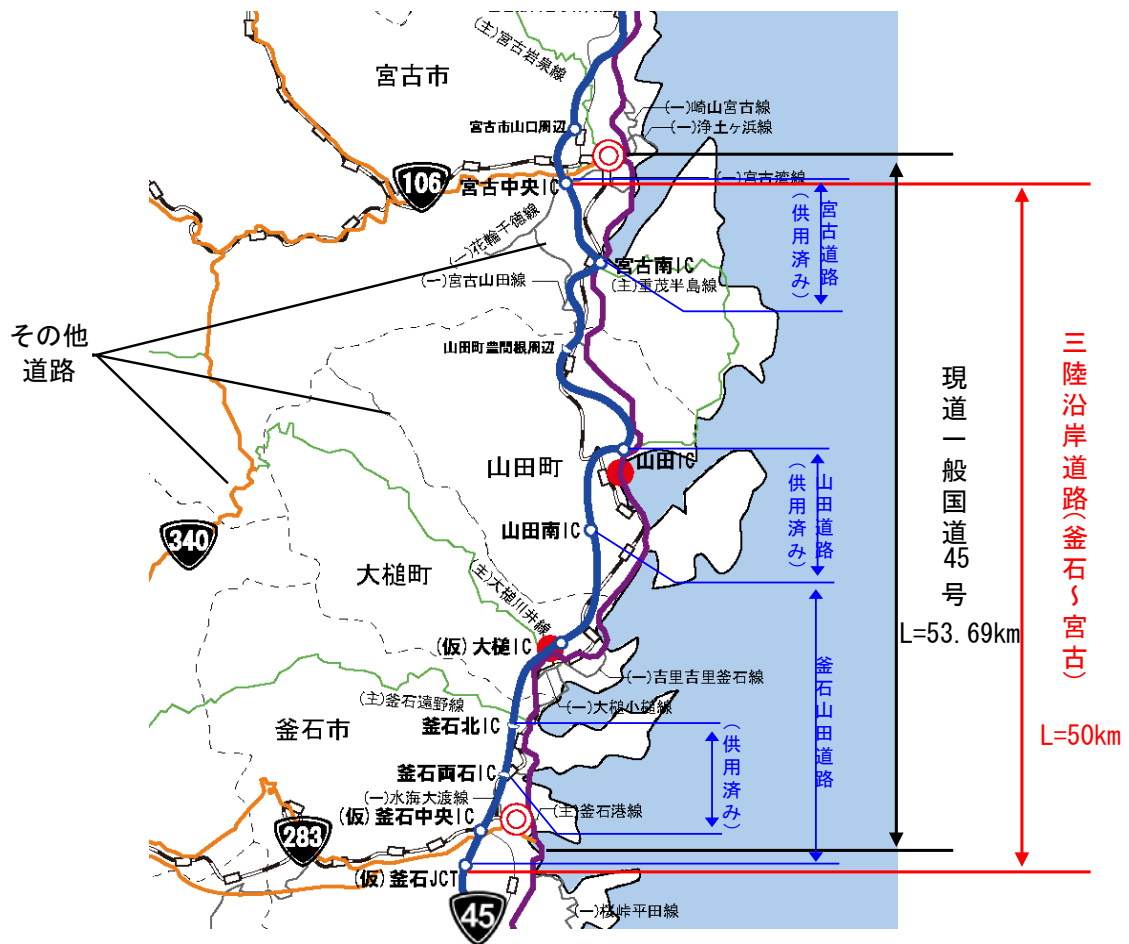 (主)宮古岩泉線
宮古市
(一)崎山宮古線
宮古市山口周辺
(一)浄土ヶ浜線
106
宮古中央IC
(一)宮古湾線
(一)花輪千徳線
宮古道路
(供用済み)
宮古南IC
(一)宮古山田線
(主)重茂半島線
その他
道路
山田町豊間根周辺
現道一般国道45号
L=53.69km
三陸沿岸道路(釜石～宮古)
L=50km
山田町
山田IC
山田道路
(供用済み)
340
山田南IC
大槌町
(主)大槌川井線
(仮)大槌IC
(一)吉里吉里釜石線
(主)釜石遠野線
(一)大槌小槌線
釜石山田道路
釜石市
釜石北IC
(供用済み)
釜石両石IC
(一)水海大渡線
(主)釜石港線
(仮)釜石中央IC
283
(仮)釜石JCT
45
(一)桜峠平田線